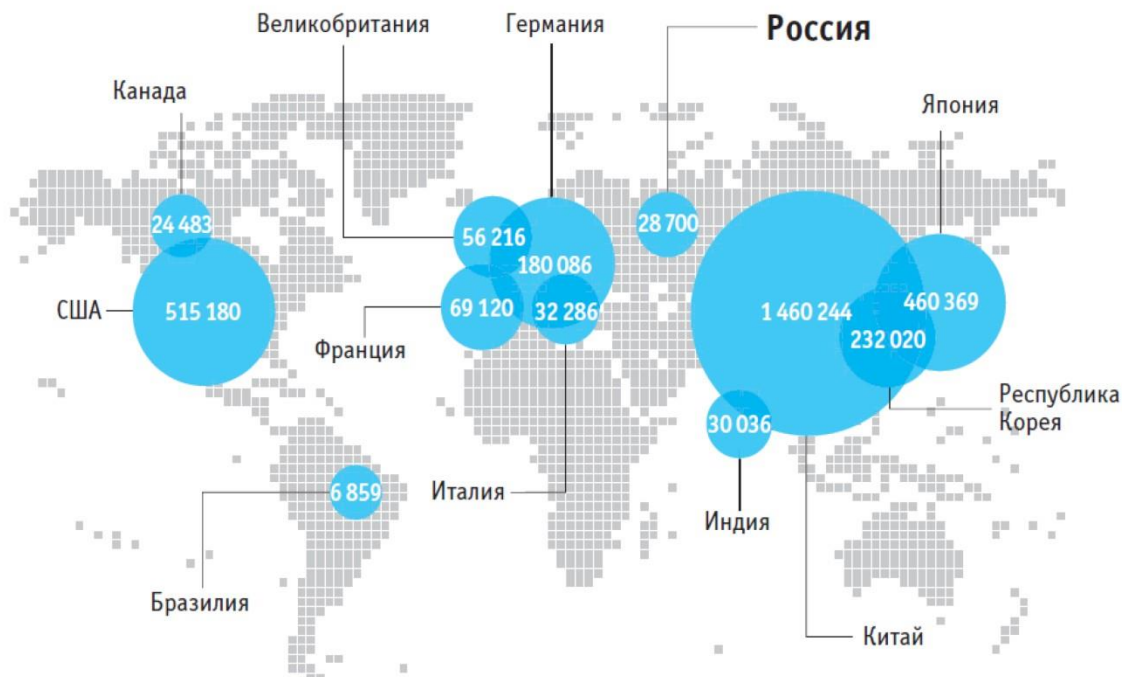 Великобритания
Германия
Россия
Канада
Япония
24 483
56 216
28 700
180 086
США
515 180
69 120
32 286
1 460 244
460 369
232 020
Франция
Республика
Корея
30 036
6 859
Италия
Индия
Бразилия
Китай